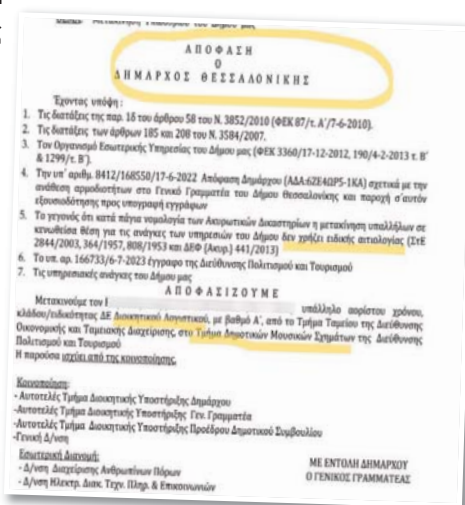 Μετακίνηση Υπαλλήλου του Δήμου μας
Α Π Ο Φ Α Σ Η
Ο
ΔΗΜΑΡΧΟΣ ΘΕΣΣΑΛΟΝΙΚΗΣ
Έχοντας υπόψη :
1. Τις διατάξεις της παρ. 1δ του άρθρου 58 του Ν. 3852/2010 (ΦΕΚ 87/τ. Α'/7-6-2010).
2. Τις διατάξεις των άρθρων 185 και 208 του Ν. 3584/2007.
3. Τον Οργανισμό Εσωτερικής Υπηρεσίας του Δήμου μας (ΦΕΚ 3360/17-12-2012, 190/4-2-2013 τ. Β'
& 1299/τ. Β').
4. Την υπ' αριθμ. 8412/168550/17-6-2022 Απόφαση Δημάρχου (ΑΔΑ:6ΖΕ4ΩΡ5-1ΚΑ) σχετικά με την
ανάθεση αρμοδιοτήτων στο Γενικό Γραμματέα του Δήμου Θεσσαλονίκης και παροχή σ'αυτόν
εξουσιοδότησης προς υπογραφή εγγράφων
5. Το γεγονός ότι κατά πάγια νομολογία των Ακυρωτικών Δικαστηρίων η μετακίνηση υπαλλήλων σε
κενωθείσα θέση για τις ανάγκες των υπηρεσιών του Δήμου δεν χρήζει ειδικής αιτιολογίας (ΣτΕ
2844/2003, 364/1957, 808/1953 και ΔΕΦ (Ακυρ.) 441/2013)
6. Το υπ. αρ. 166733/6-7-2023 έγγραφο της Διεύθυνσης Πολιτισμού και Τουρισμού
7. Τις υπηρεσιακές ανάγκες του Δήμου μας
Α Π Ο Φ Α Σ Ι Ζ Ο Υ Μ Ε
Μετακινούμε τον υπάλληλο αορίστου χρόνου,
κλάδου/ειδικότητας ΔΕ Διοικητικού Λογιστικού, με βαθμό Α', από το Τμήμα Ταμείου της Διεύθυνσης
Οικονομικής και Ταμειακής Διαχείρισης, στο Τμήμα Δημοτικών Μουσικών Σχημάτων της Διεύθυνσης
Πολιτισμού και Τουρισμού
Η παρούσα ισχύει από της κοινοποίησης.
Κοινοποίηση:
- Αυτοτελές Τμήμα Διοικητικής Υποστήριξης Δημάρχου
-Αυτοτελές Τμήμα Διοικητικής Υποστήριξης Γεν. Γραμματέα
-Αυτοτελές Τμήμα Διοικητικής Υποστήριξης Προέδρου Δημοτικού Συμβουλίου
-Γενική Δ/νση
Εσωτερική Διανομή:
- Δ/νση Διαχείρισης Ανθρωπίνων Πόρων
- Δ/νση Ηλεκτρ. Διακ. Τεχν. Πληρ. & Επικοινωνιών
ΜΕ ΕΝΤΟΛΗ ΔΗΜΑΡΧΟΥ
Ο ΓΕΝΙΚΟΣ ΓΡΑΜΜΑΤΕΑΣ